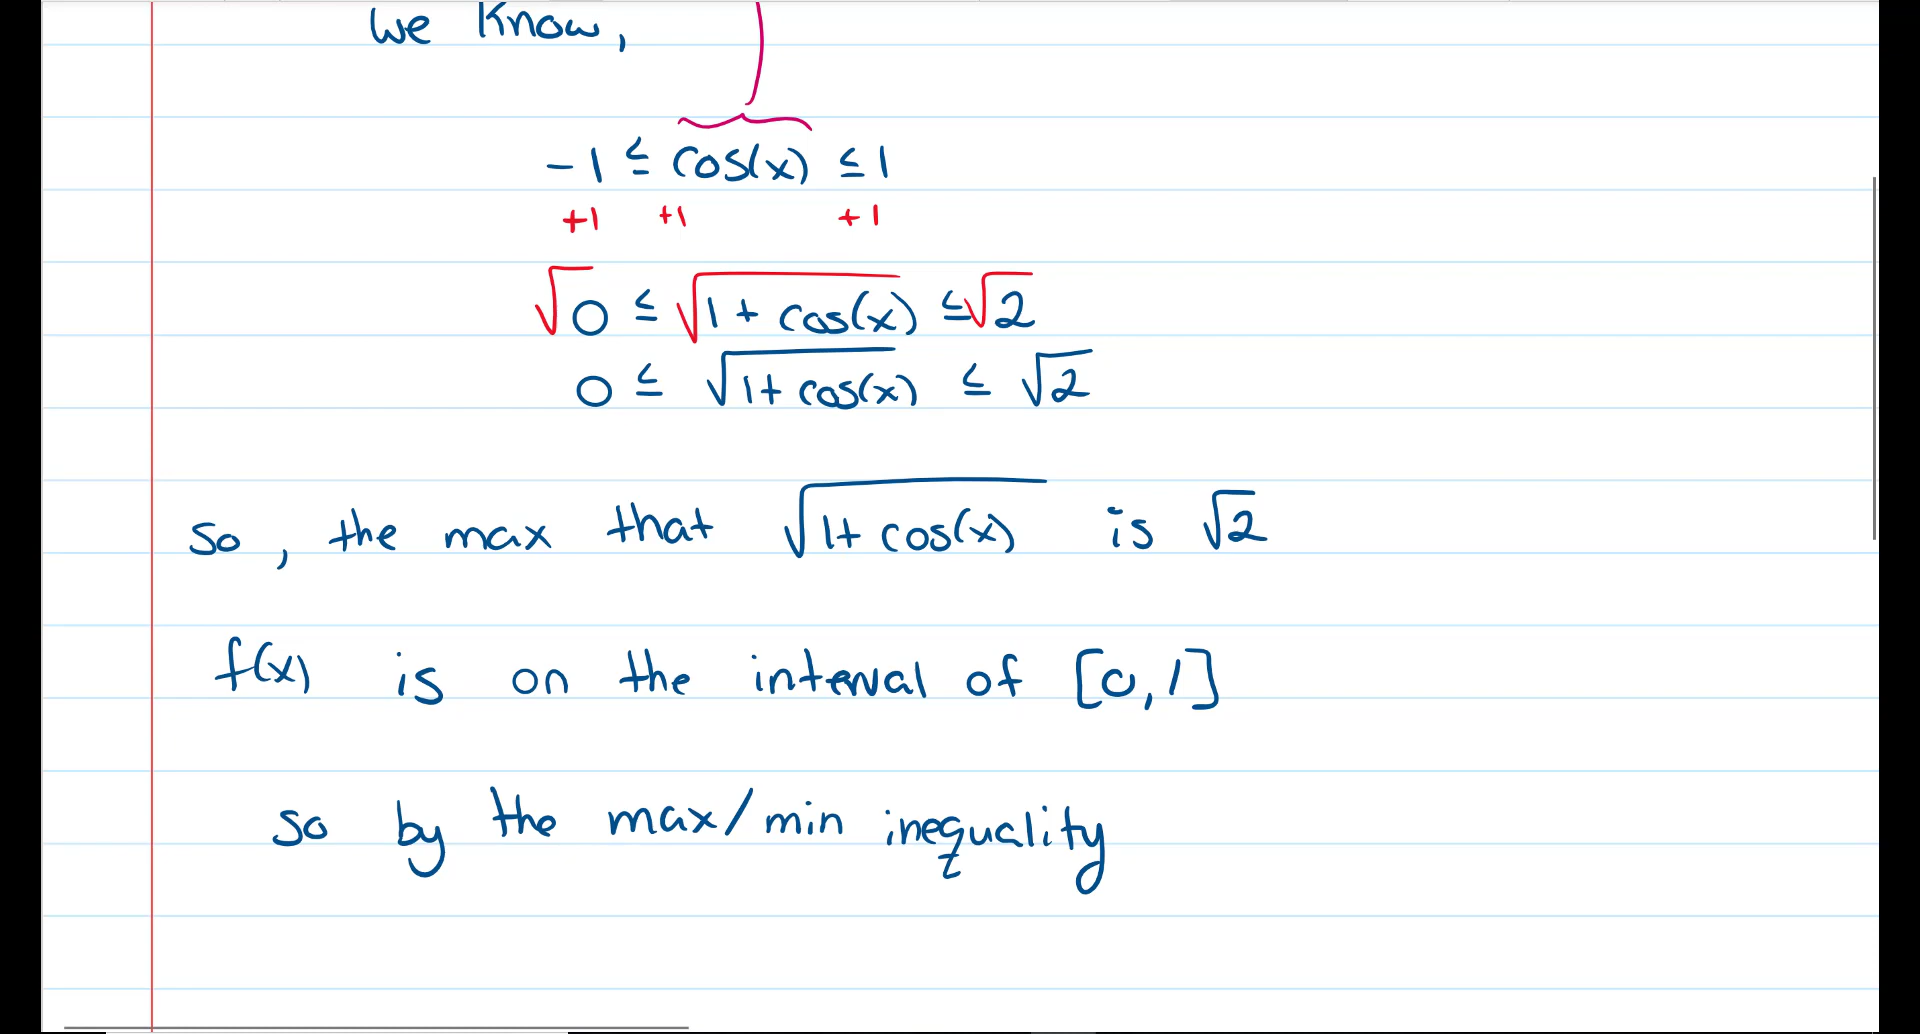 we know,
-1 ≤ cos(x) ≤ 1
+1 +1 +1
√0 ≤ √1 + cos(x) ≤ √2
0 ≤ √1+ cos(x) ≤ √2
so, the max that √1+ cos(x) is √2
f(x) is on the interval of [0,1]
so by the max/min inequality